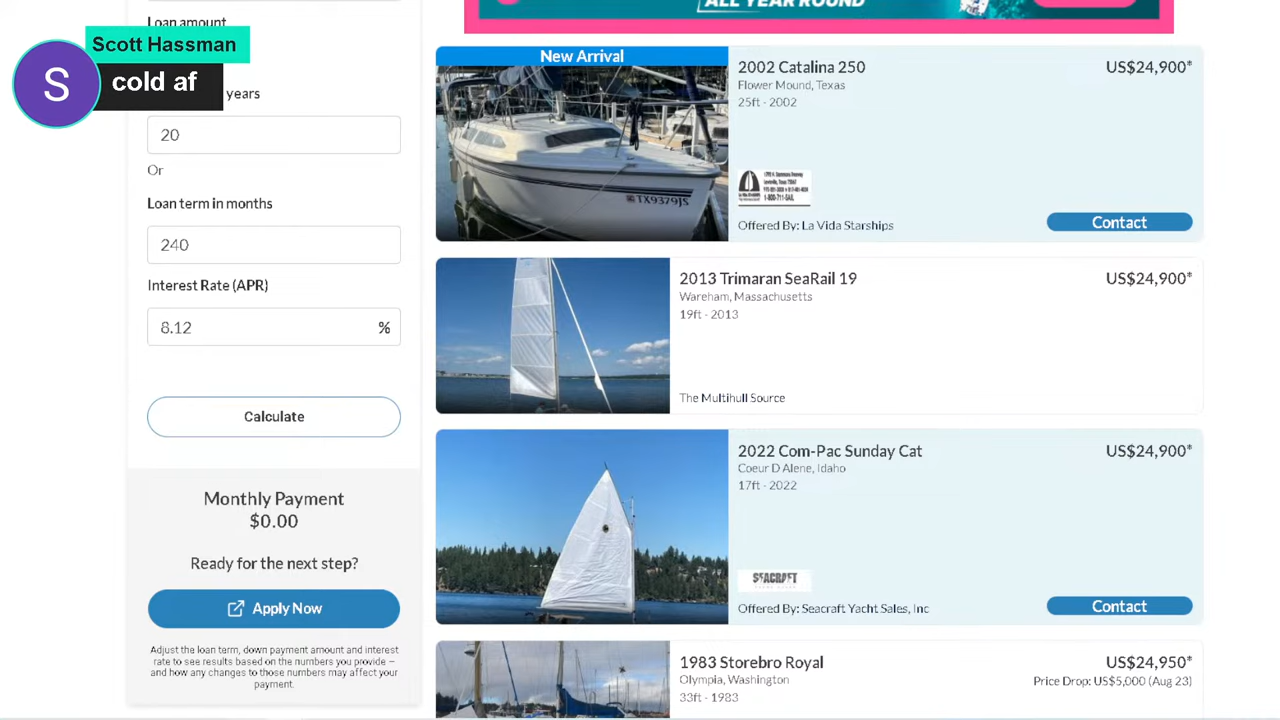 ALL YEAR ROUND
Loan amount
Scott Hassman
S
cold af
years
20
Or
Loan term in months
240
Interest Rate (APR)
8.12
%
Calculate
Monthly Payment
$0.00
Ready for the next step?
Apply Now
Adjust the loan term, down payment amount and interest
rate to see results based on the numbers you provide –
and how any changes to those numbers may affect your
payment.
New Arrival
TX9379JS
2002 Catalina 250
US$24,900*
Flower Mound, Texas
25ft - 2002
1-800-711-SAIL
Offered By: La Vida Starships
Contact
2013 Trimaran SeaRail 19
US$24,900*
Wareham, Massachusetts
19ft - 2013
The Multihull Source
2022 Com-Pac Sunday Cat
US$24,900*
Coeur D Alene, Idaho
17ft - 2022
SEACRAFT
Offered By: Seacraft Yacht Sales, Inc
Contact
1983 Storebro Royal
US$24,950*
Olympia, Washington
Price Drop: US$5,000 (Aug 23)
33ft - 1983